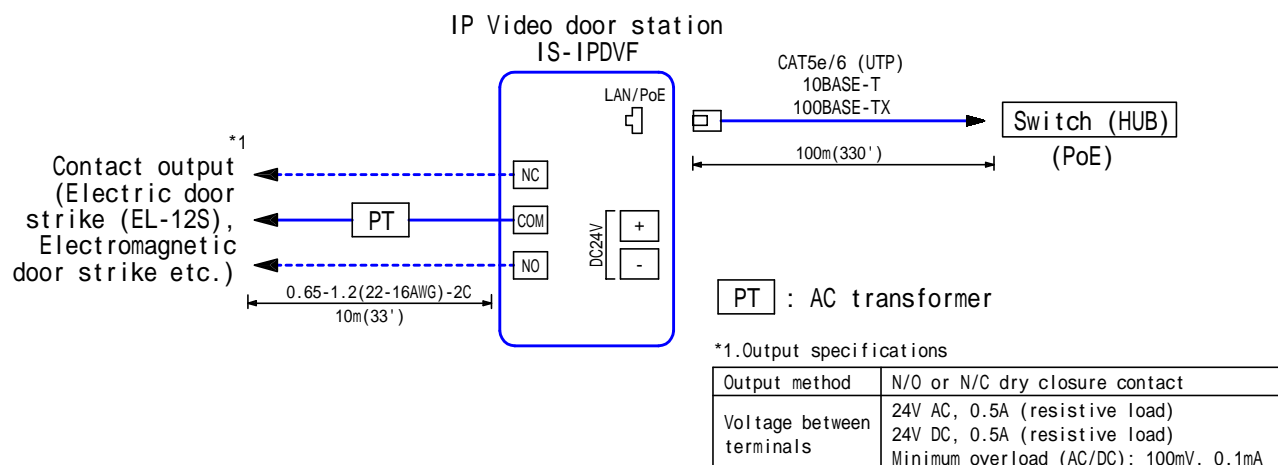 IP Video door station
IS-IPDVF
LAN/PoE
CAT5e/6 (UTP)
10BASE-T
100BASE-TX
Switch (HUB)
(PoE)
100m(330')
*1
Contact output
(Electric door
strike (EL-12S),
Electromagnetic
door strike etc.)
NC
PT
COM
NO
DC24V
+
-
0.65-1.2(22-16AWG)-2C
10m(33')
PT : AC transformer
*1.Output specifications
Output method N/O or N/C dry closure contact
Voltage between terminals
24V AC, 0.5A (resistive load)
24V DC, 0.5A (resistive load)
Minimum overload (AC/DC): 100mV, 0.1mA